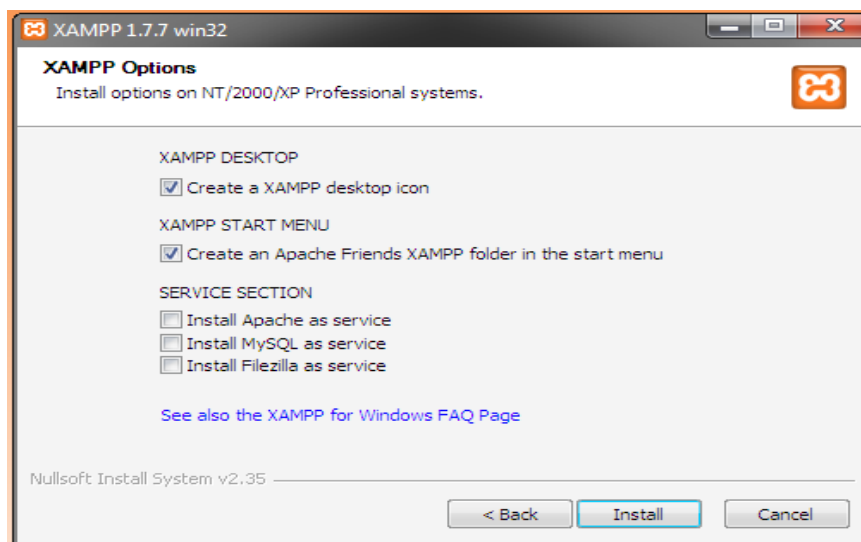 XAMPP 1.7.7 win32
XAMPP Options
Install options on NT/2000/XP Professional systems.
XAMPP DESKTOP
Create a XAMPP desktop icon
XAMPP START MENU
Create an Apache Friends XAMPP folder in the start menu
SERVICE SECTION
Install Apache as service
Install MySQL as service
Install Filezilla as service
See also the XAMPP for Windows FAQ Page
Nullsoft Install System v2.35
< Back Install Cancel